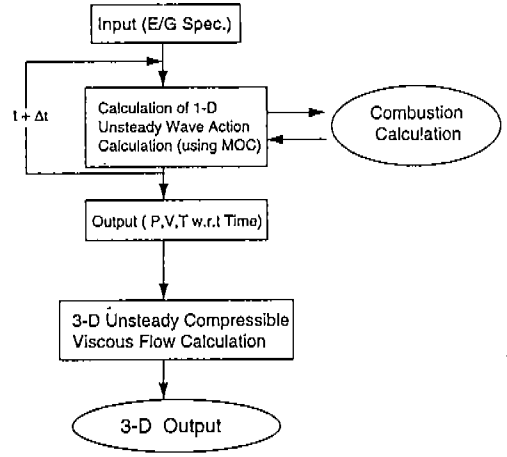 Input (E/G Spec.)
t + Δt
Calculation of 1-D
Unsteady Wave Action
Calculation (using MOC)
Combustion
Calculation
Output ( P,V,T w.r.t Time)
3-D Unsteady Compressible
Viscous Flow Calculation
3-D Output